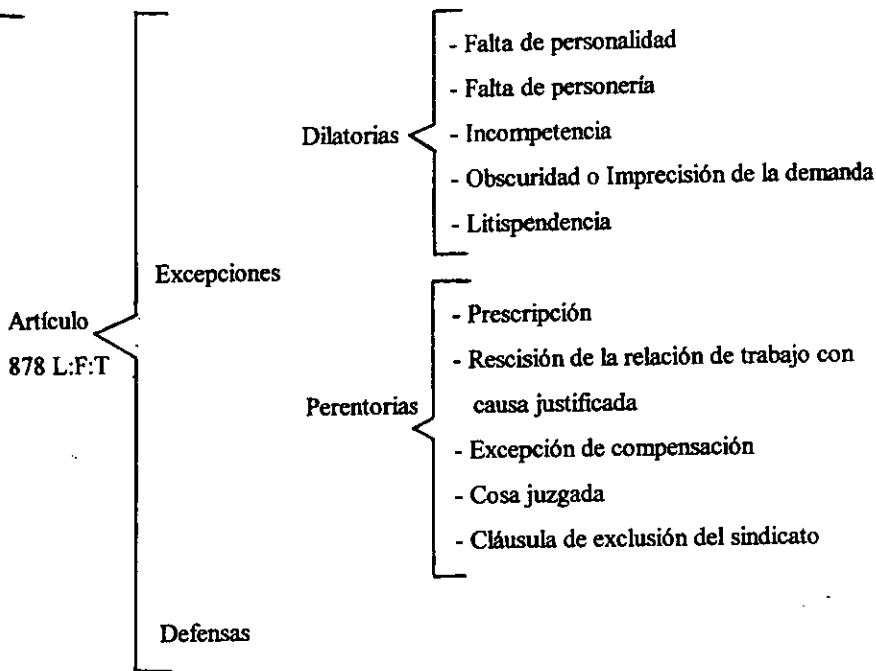 - Falta de personalidad
- Falta de personería
Dilatorias
- Incompetencia
- Obscuridad o Imprecisión de la demanda
- Litispendencia
Excepciones
Artículo
878 L:F:T
- Prescripción
- Rescisión de la relación de trabajo con
causa justificada
Perentorias
- Excepción de compensación
- Cosa juzgada
- Cláusula de exclusión del sindicato
Defensas